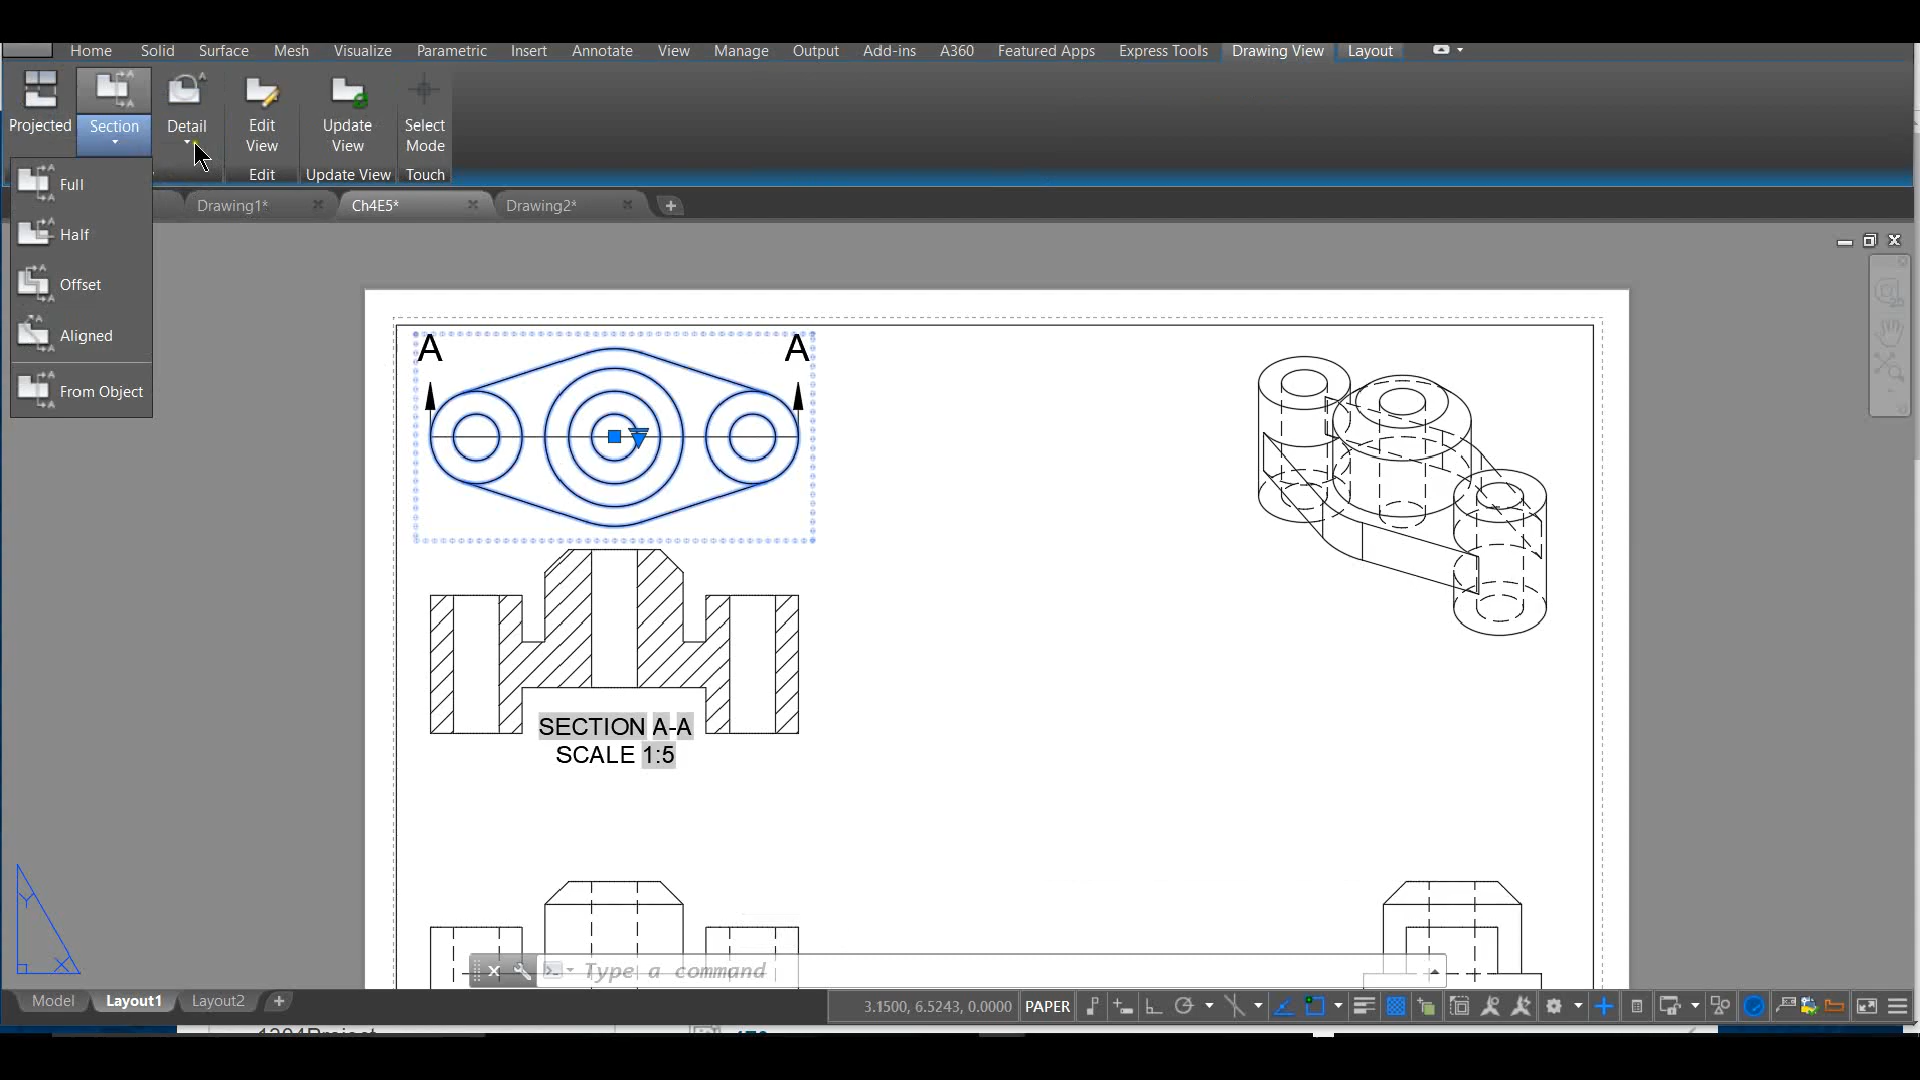 Home Solid Surface Mesh Visualize Parametric Insert Annotate View Manage Output Add-ins A360 Featured Apps Express Tools Drawing View Layout
Projected Section Detail Edit View Update View Select Mode
Edit Update View Touch
Full
Half
Offset
Aligned
From Object
Drawing1* Ch4E5* Drawing2*
A A
SECTION A-A
SCALE 1:5
Y
X
Type a command
Model Layout1 Layout2
3.1500, 6.5243, 0.0000 PAPER